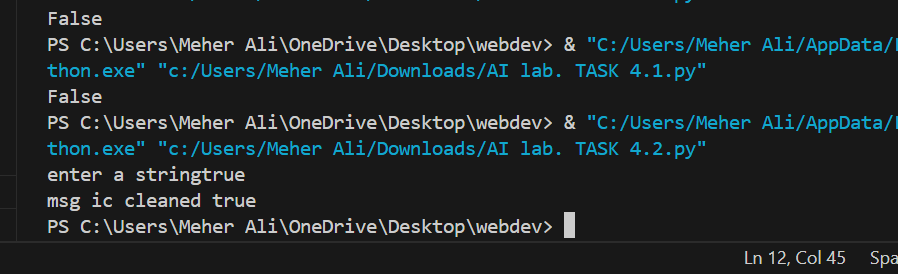 False
PS C:\Users\Meher Ali\OneDrive\Desktop\webdev> & "C:/Users/Meher Ali/AppData/
thon.exe" "c:/Users/Meher Ali/Downloads/AI lab. TASK 4.1.py"
False
PS C:\Users\Meher Ali\OneDrive\Desktop\webdev> & "C:/Users/Meher Ali/AppData/
thon.exe" "c:/Users/Meher Ali/Downloads/AI lab. TASK 4.2.py"
enter a stringtrue
msg ic cleaned true
PS C:\Users\Meher Ali\OneDrive\Desktop\webdev>
Ln 12, Col 45 Spa